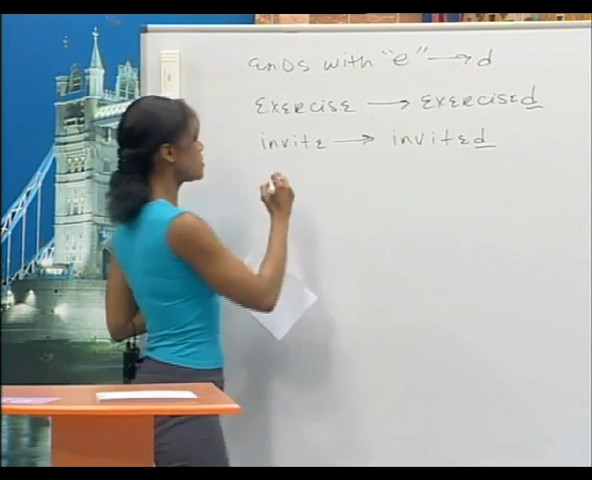 ends with "e" → d
exercise → exercised
invite → invited